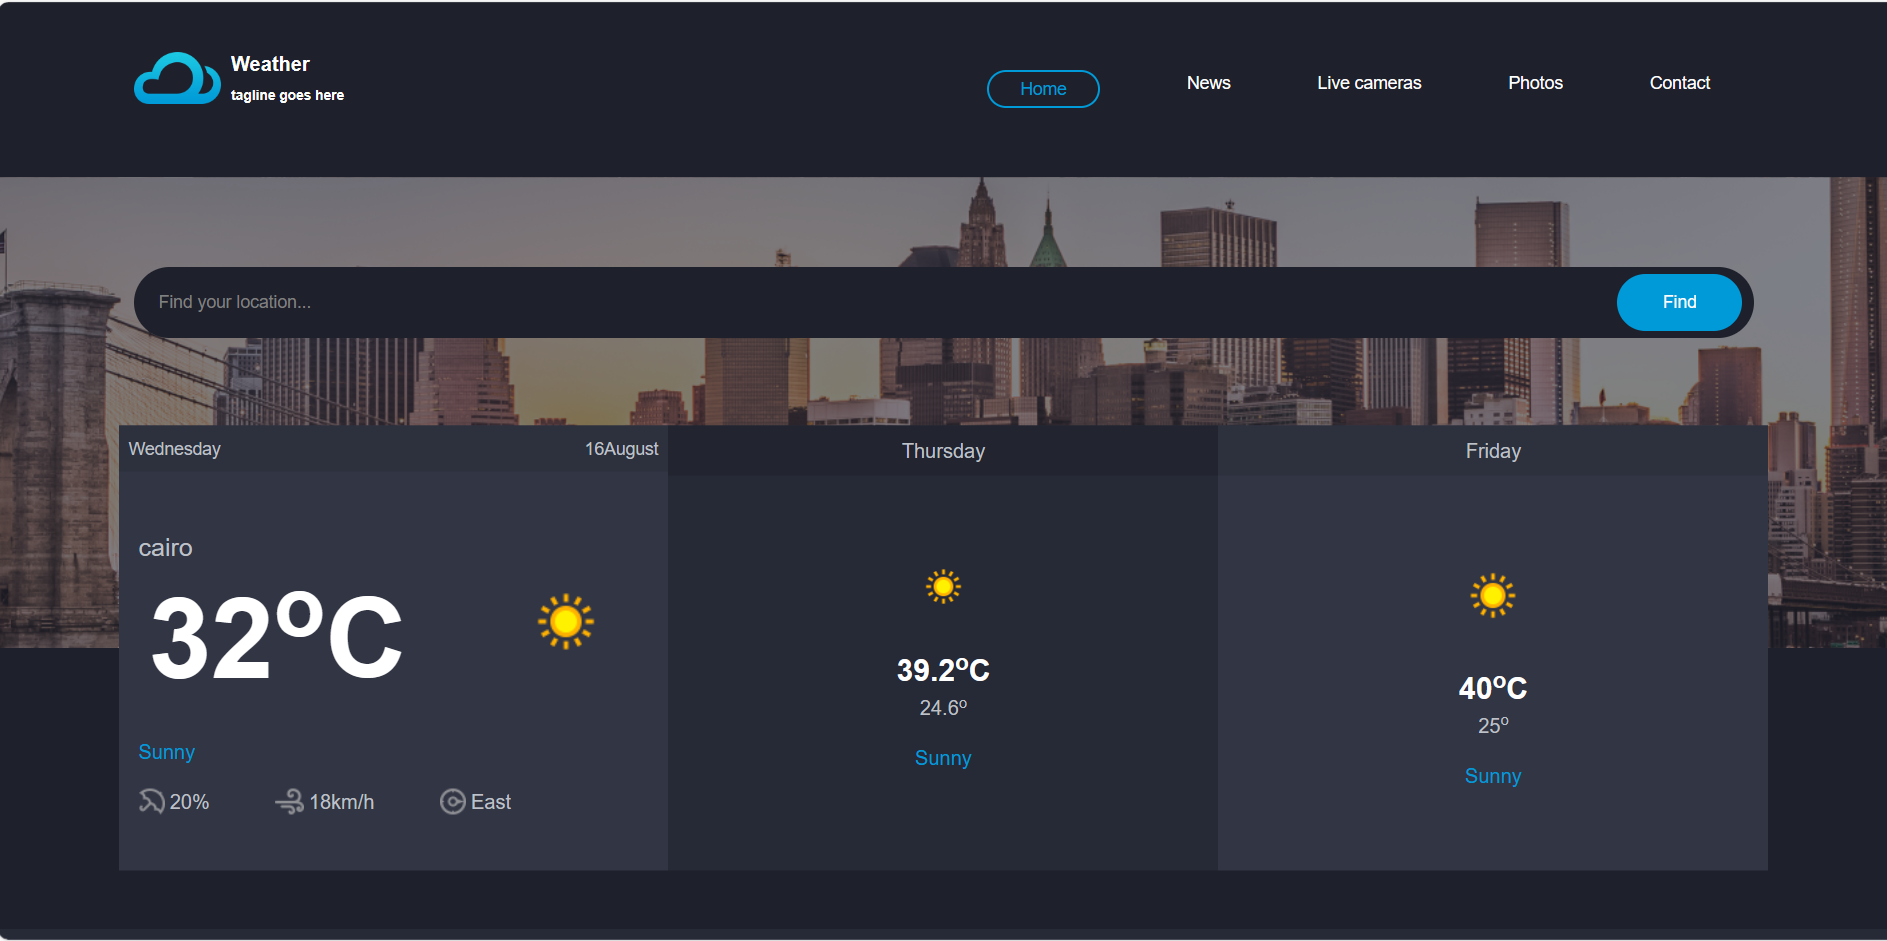 Weather
tagline goes here
Home News Live cameras Photos Contact
Find your location...
Find
Wednesday 16August
cairo
32°C
Sunny
20% 18km/h East
Thursday
39.2°C
24.6°
Sunny
Friday
40°C
25°
Sunny